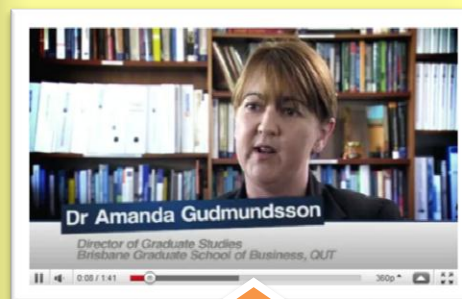 Dr Amanda Gudmundsson
Director of Graduate Studies
Brisbane Graduate School of Business, QUT
0:08 / 1:41
360p